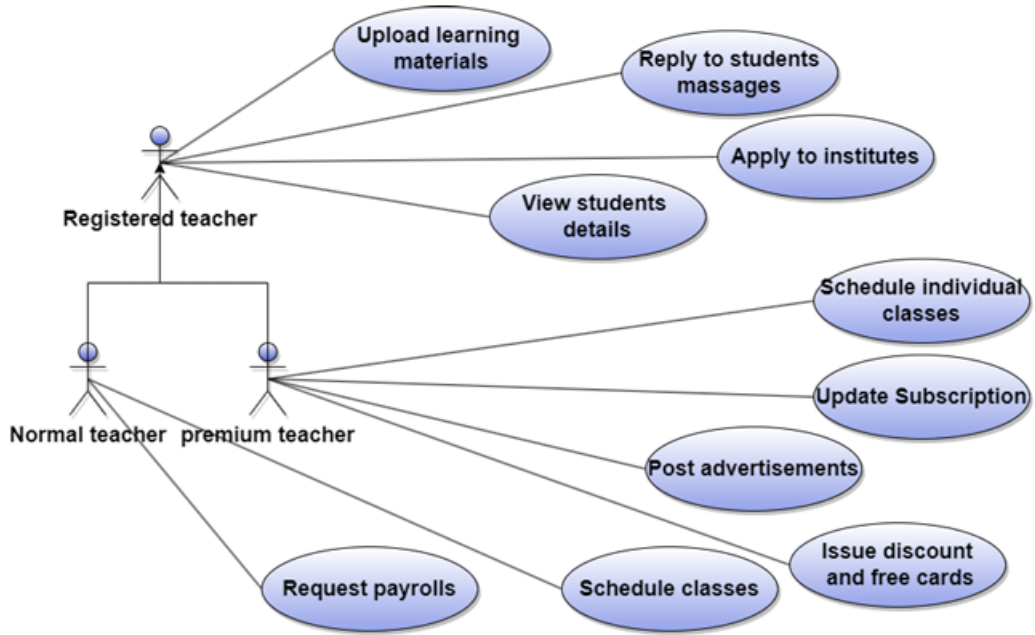 Upload learning
materials
Reply to students
massages
Apply to institutes
View students
details
Registered teacher
Schedule individual
classes
Update Subscription
Normal teacher
premium teacher
Post advertisements
Issue discount
and free cards
Request payrolls
Schedule classes